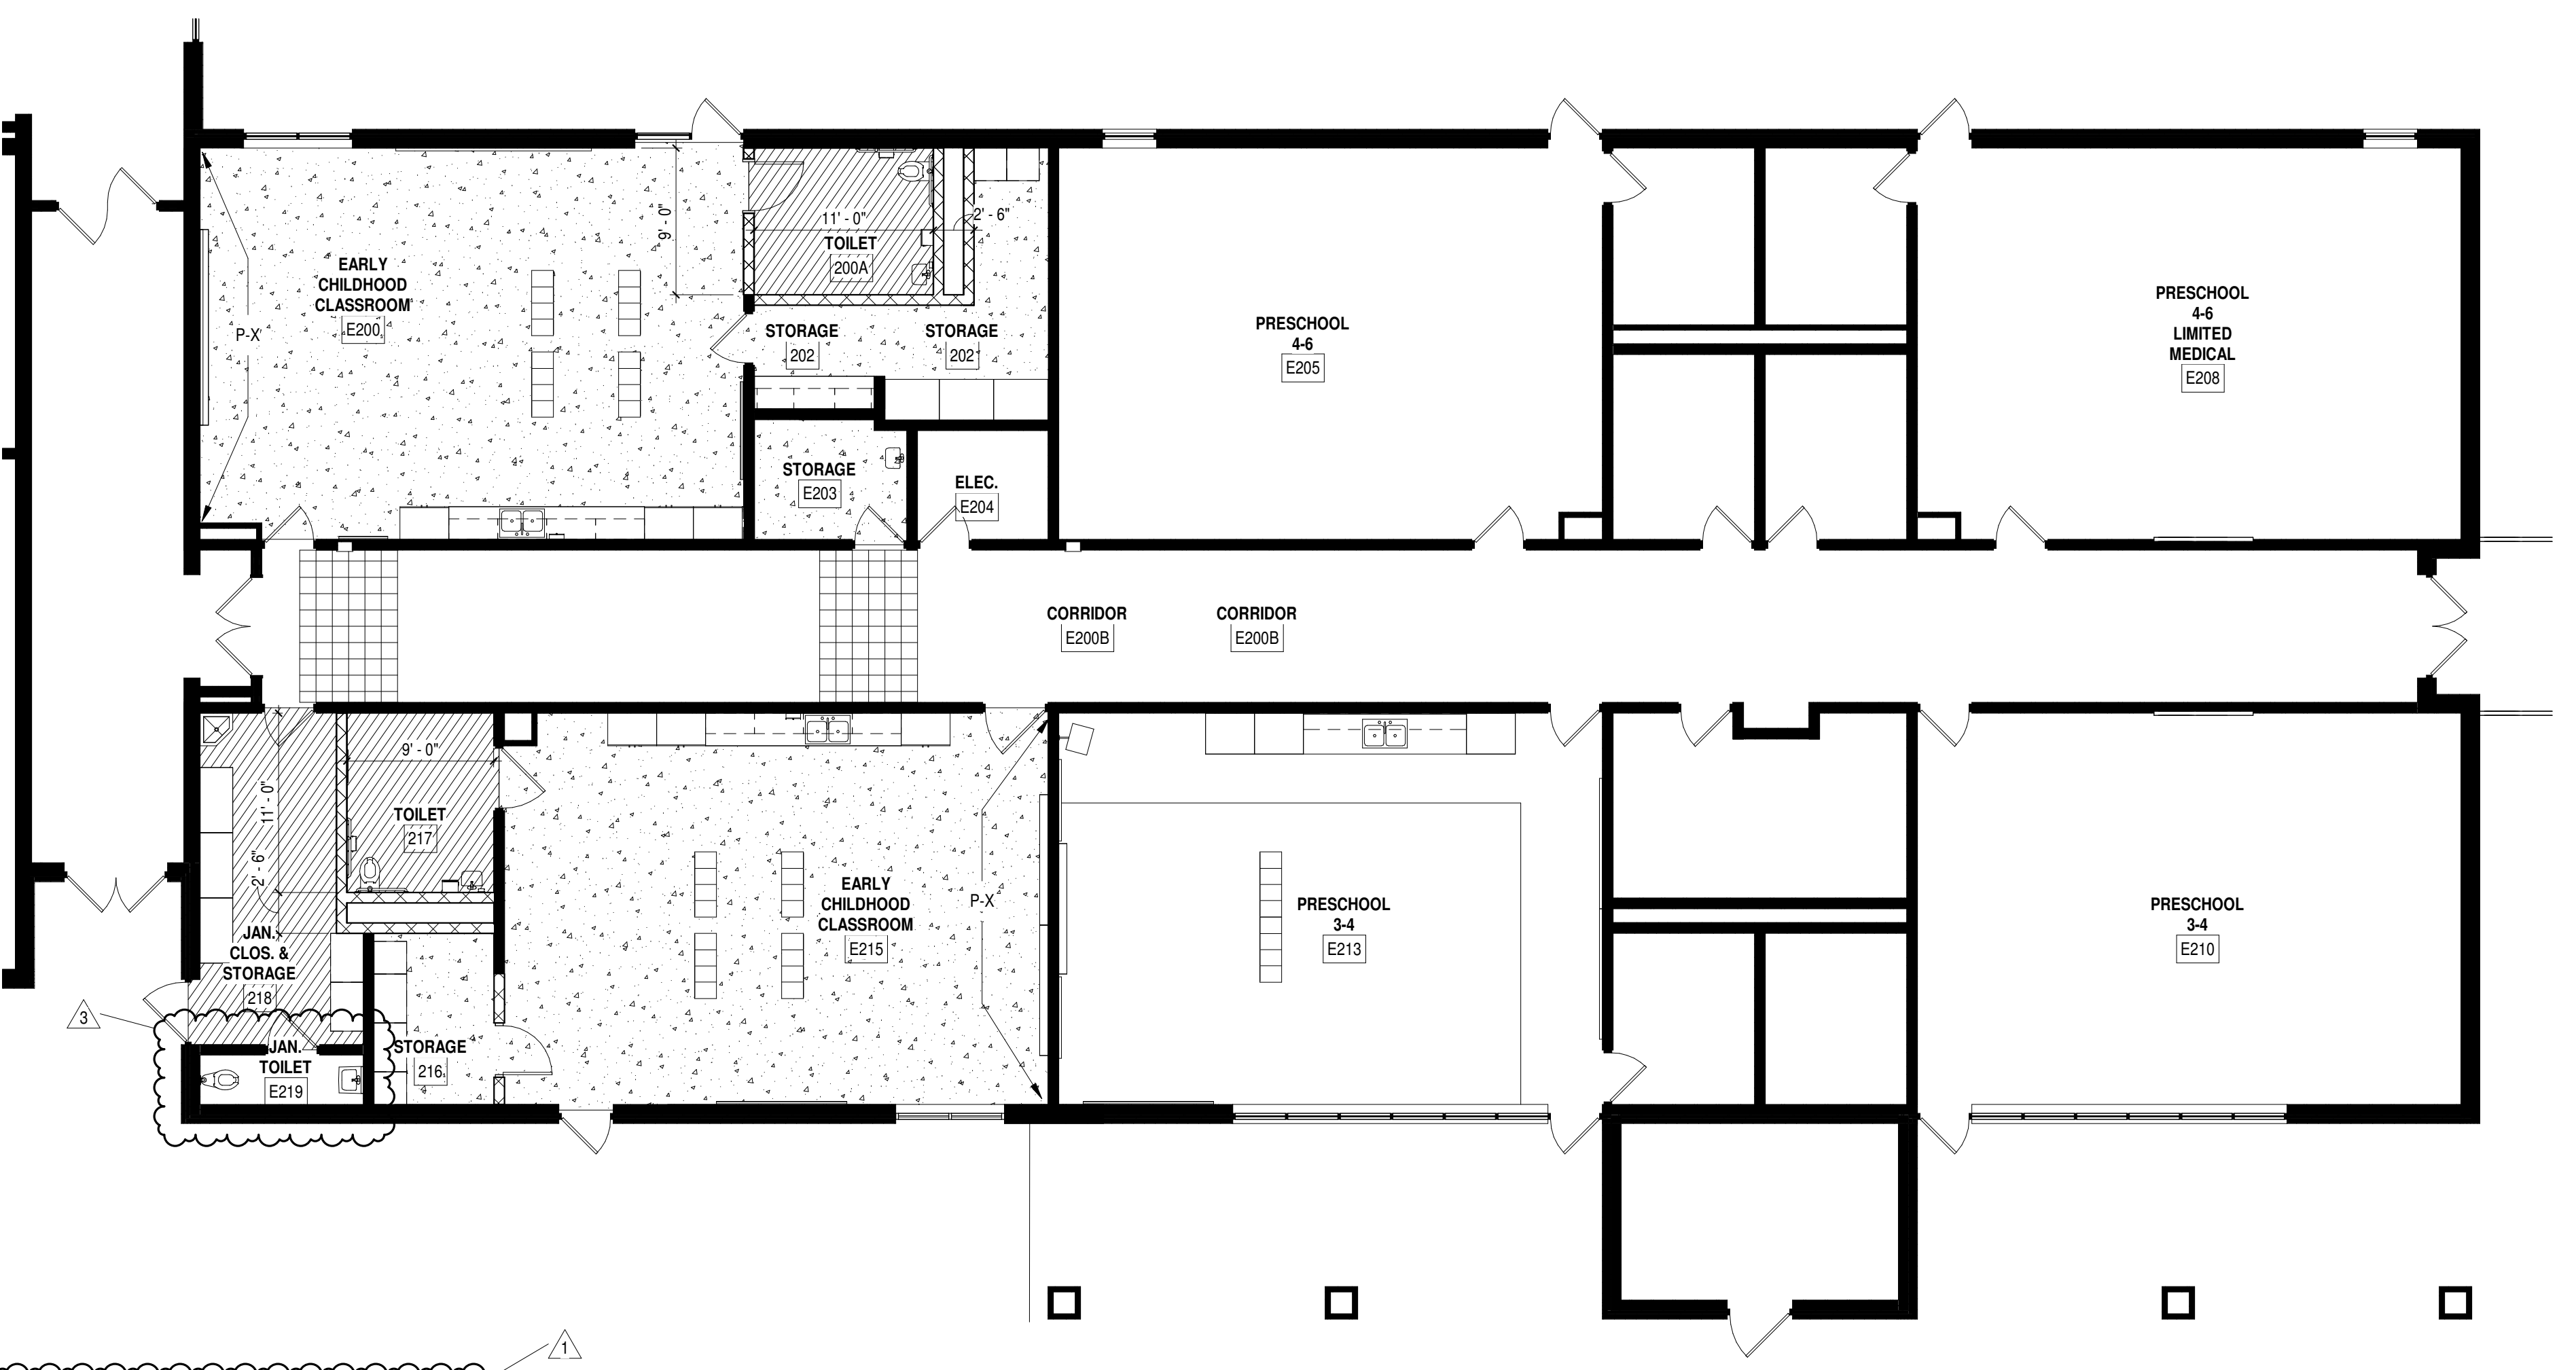 EARLY
CHILDHOOD
CLASSROOM
E200
P-X
9' - 0"
11' - 0"
TOILET
200A
2' - 6"
STORAGE
202
STORAGE
202
STORAGE
E203
ELEC.
E204
PRESCHOOL
4-6
E205
PRESCHOOL
4-6
LIMITED
MEDICAL
E208
CORRIDOR
E200B
CORRIDOR
E200B
9' - 0"
11' - 0"
TOILET
217
2' - 6"
JAN.
CLOS. &
STORAGE
218
JAN.
TOILET
E219
STORAGE
216
EARLY
CHILDHOOD
CLASSROOM
E215
P-X
PRESCHOOL
3-4
E213
PRESCHOOL
3-4
E210
3
1